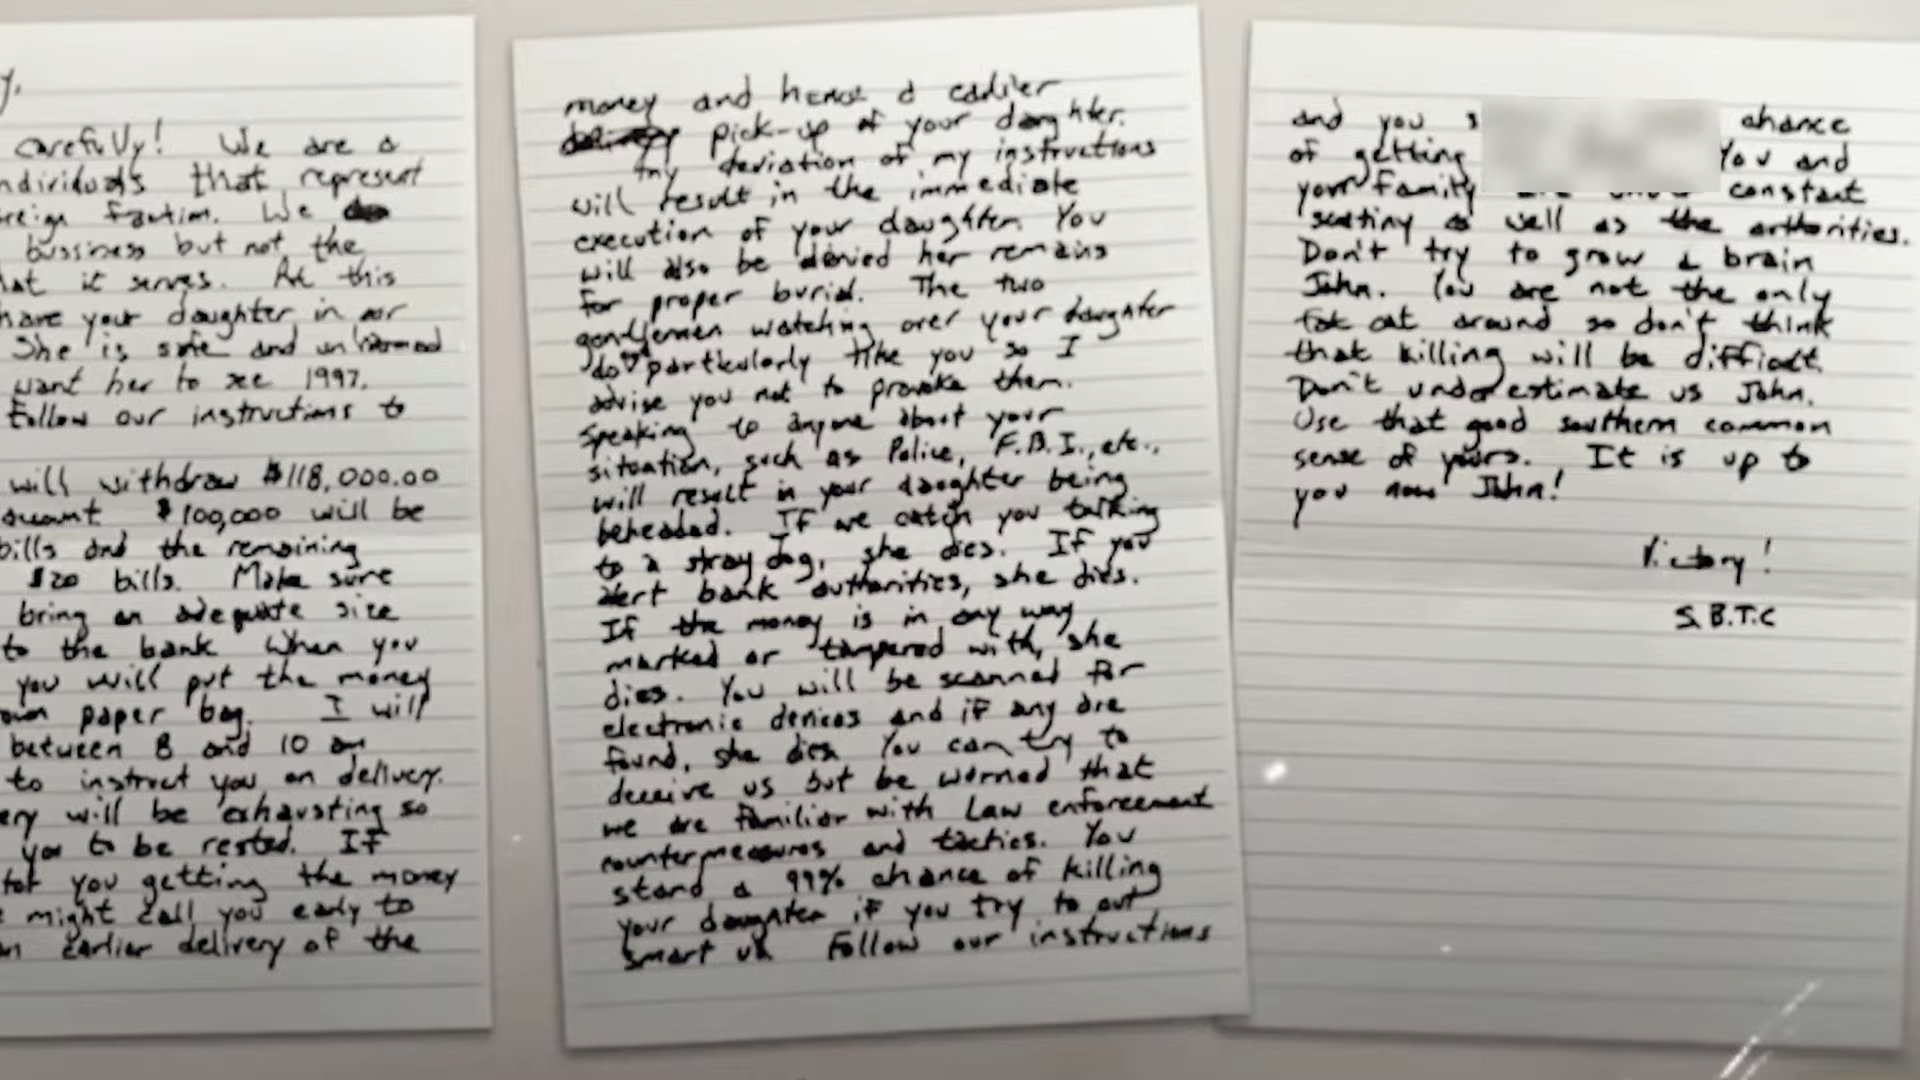 y,
carefully! We are a
ndividuals that represent
reign faction. We
bussiness but not the
hat it serves. At this
have your daughter in our
She is safe and unharmed
want her to see 1997,
follow our instructions to
will withdraw $118,000.00
ccount $100,000 will be
bills and the remaining
$20 bills. Make sure
bring an adequate size
to the bank When you
you will put the money
own paper bag. I will
between 8 and 10 am
to instruct you on delivery.
ery will be exhausting so
you to be rested. If
tor you getting the money
e might call you early to
an earlier delivery of the
money and hence a earlier
pick-up of your daughter.
Any deviation of my instructions
will result in the immediate
execution of your daughter. You
will also be denied her remains
for proper burial. The two
gentlemen watching over your daughter
do particularly like you so I
advise you not to provoke them.
Speaking to anyone about your
situation, such as Police, F.B.I., etc.,
will result in your daughter being
beheaded. If we catch you talking
to a stray dog, she dies. If you
alert bank authorities, she dies.
If the money is in any way
marked or tampered with, she
dies. You will be scanned for
electronic devices and if any are
found, she dies. You can try to
deceive us but be warned that
we are familiar with Law enforcement
countermeasures and tactics. You
stand a 99% chance of killing
your daughter if you try to out
smart us. Follow our instructions
and you s chance
of getting You and
your family constant
scutiny as well as the authorities.
Don't try to grow a brain
John. You are not the only
fat cat around so don't think
that killing will be difficult.
Don't underestimate us John.
Use that good southern common
sense of yours. It is up to
you now John!
Victory!
S.B.T.C